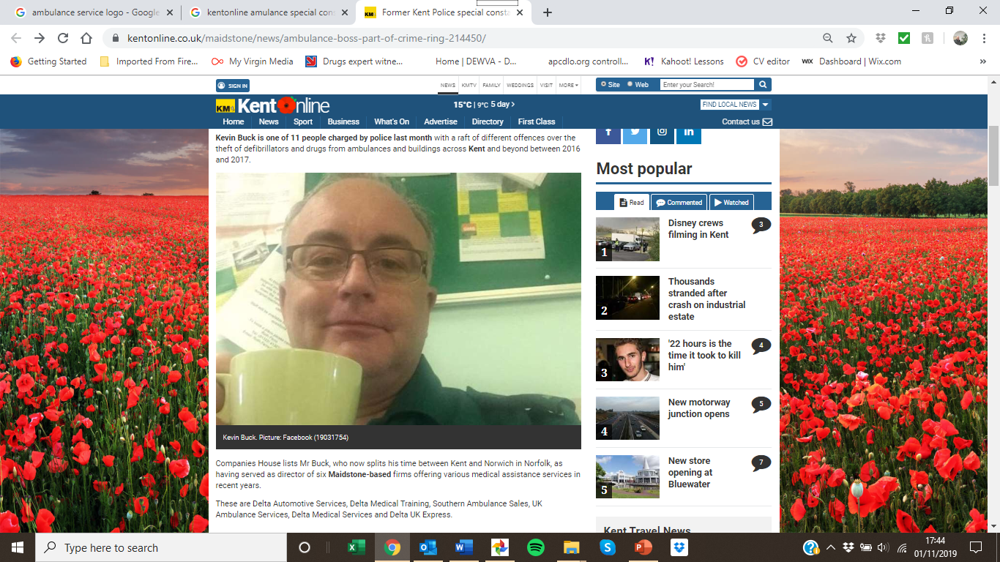 ambulance service logo - Google
kentonline amulance special cons
Former Kent Police special consta
kentonline.co.uk/maidstone/news/ambulance-boss-part-of-crime-ring-214450/
Getting Started
Imported From Fire...
My Virgin Media
Drugs expert witne...
Home | DEWVA - D...
apcdlo.org controll...
Kahoot! Lessons
CV editor
WIX Dashboard | Wix.com
»
SIGN IN
NEWS KMTV FAMILY WEDDINGS VISIT MORE
Site Web Enter your Search!
KM KentOnline
15°C | 9°C 5 day >
FIND LOCAL NEWS
Home News Sport Business What's On Advertise Directory First Class
Contact us
Kevin Buck is one of 11 people charged by police last month with a raft of different offences over the
theft of defibrillators and drugs from ambulances and buildings across Kent and beyond between 2016
and 2017.
Kevin Buck. Picture: Facebook (19031754)
Companies House lists Mr Buck, who now splits his time between Kent and Norwich in Norfolk, as
having served as director of six Maidstone-based firms offering various medical assistance services in
recent years.
These are Delta Automotive Services, Delta Medical Training, Southern Ambulance Sales, UK
Ambulance Services, Delta Medical Services and Delta UK Express.
Most popular
Read Commented Watched
1
Disney crews
filming in Kent
3
2
Thousands
stranded after
crash on industrial
estate
3
'22 hours is the
time it took to kill
him'
4
4
New motorway
junction opens
5
5
New store
opening at
Bluewater
7
Kent Travel News
Type here to search
17:44
01/11/2019